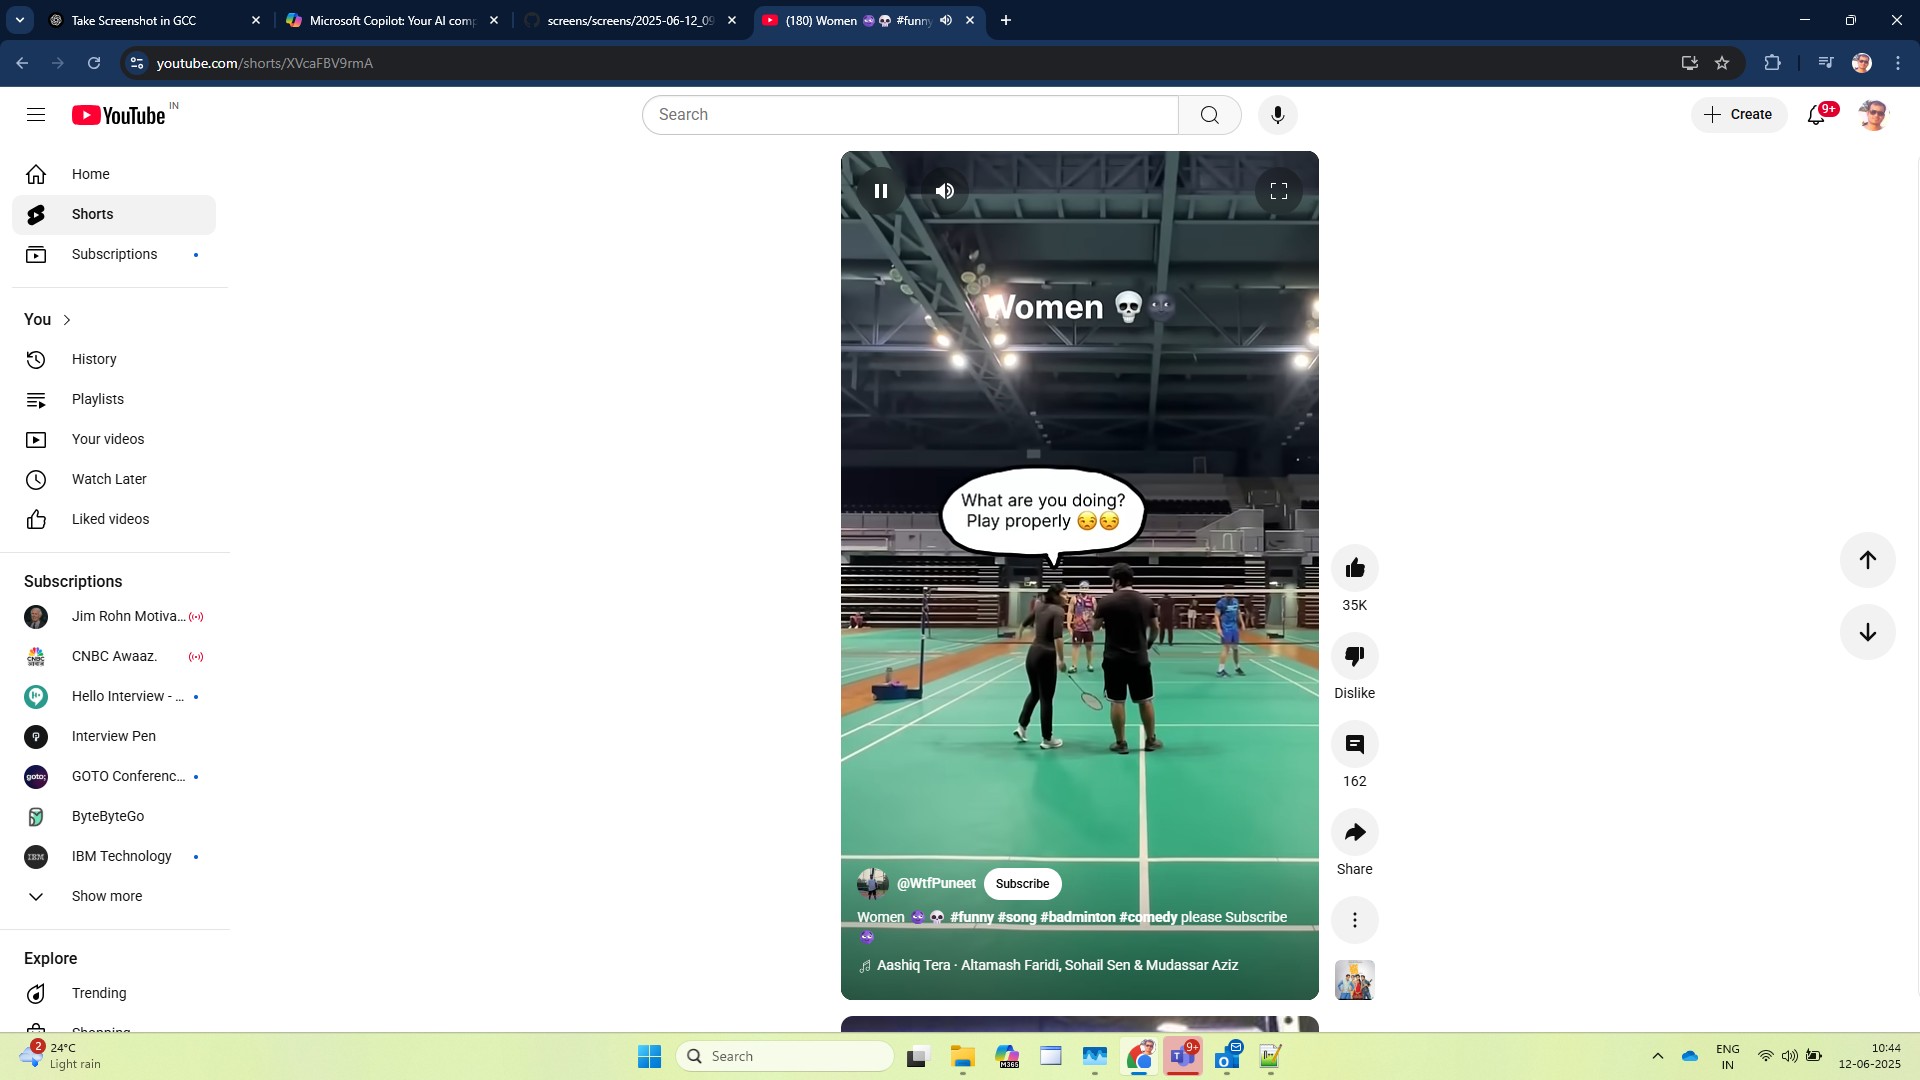 Take Screenshot in GCC
Microsoft Copilot: Your AI comp
screens/screens/2025-06-12_09
(180) Women 🌚💀 #funny
youtube.com/shorts/XVcaFBV9rmA
YouTube IN
Search
Create
9+
Home
Shorts
Subscriptions
You
History
Playlists
Your videos
Watch Later
Liked videos
Subscriptions
Jim Rohn Motiva...
CNBC Awaaz.
Hello Interview - ...
Interview Pen
goto;
GOTO Conferenc...
ByteByteGo
IBM
IBM Technology
Show more
Explore
Trending
Shopping
Women 💀🌚
What are you doing?
Play properly 😒😒
@WtfPuneet
Subscribe
Women 🌚💀 #funny #song #badminton #comedy please Subscribe
🌚
Aashiq Tera · Altamash Faridi, Sohail Sen & Mudassar Aziz
35K
Dislike
162
Share
2
24°C
Light rain
Search
M365
9+
ENG
IN
10:44
12-06-2025